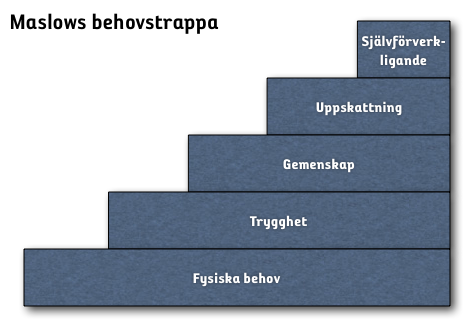 Maslows behovstrappa
Självförverk-
ligande
Uppskattning
Gemenskap
Trygghet
Fysiska behov